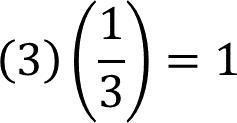 (3)(1/3) = 1